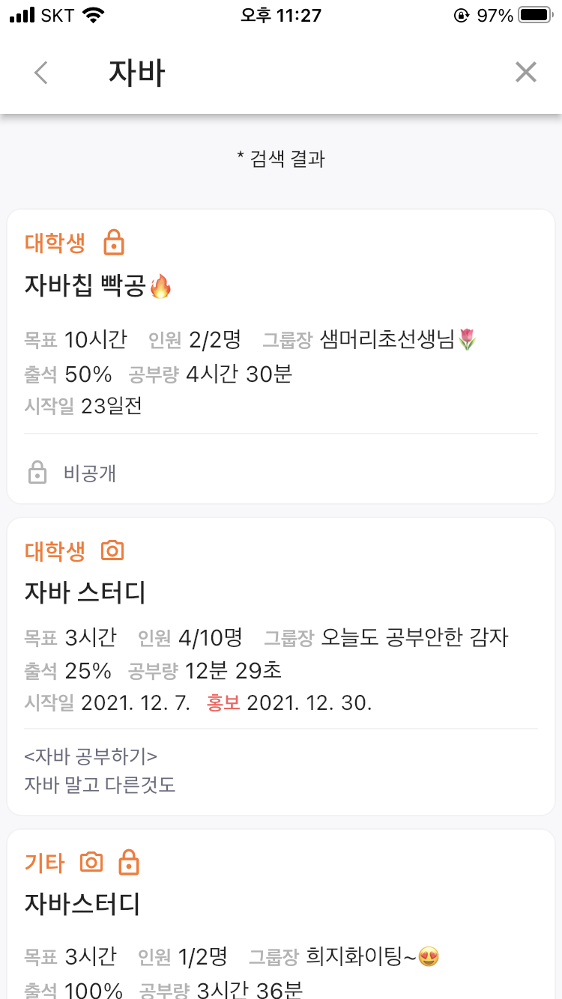 SKT 오후 11:27 97%
자바
* 검색 결과
대학생
자바칩 빡공🔥
목표 10시간 인원 2/2명 그룹장 샘머리초선생님🌷
출석 50% 공부량 4시간 30분
시작일 23일전
비공개
대학생
자바 스터디
목표 3시간 인원 4/10명 그룹장 오늘도 공부안한 감자
출석 25% 공부량 12분 29초
시작일 2021. 12. 7. 홍보 2021. 12. 30.
<자바 공부하기>
자바 말고 다른것도
기타
자바스터디
목표 3시간 인원 1/2명 그룹장 희지화이팅~😍
출석 100% 공부량 3시간 36분